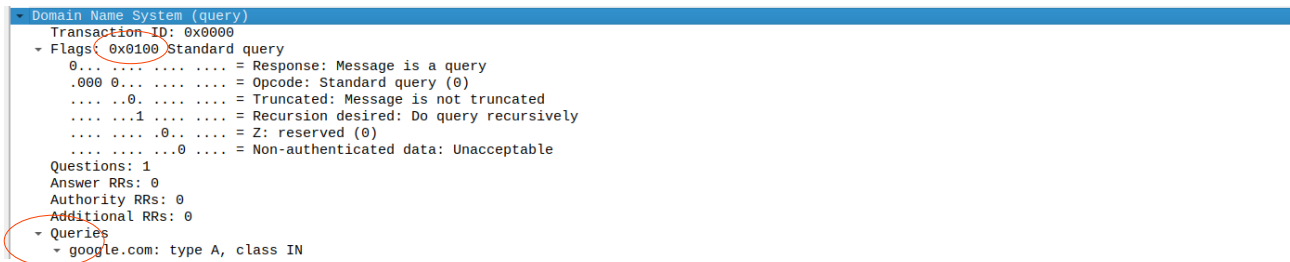 Domain Name System (query)
Transaction ID: 0x0000
Flags: 0x0100 Standard query
0... .... .... .... = Response: Message is a query
.000 0... .... .... = Opcode: Standard query (0)
.... ..0. .... .... = Truncated: Message is not truncated
.... ...1 .... .... = Recursion desired: Do query recursively
.... .... .0.. .... = Z: reserved (0)
.... .... ...0 .... = Non-authenticated data: Unacceptable
Questions: 1
Answer RRs: 0
Authority RRs: 0
Additional RRs: 0
Queries
google.com: type A, class IN